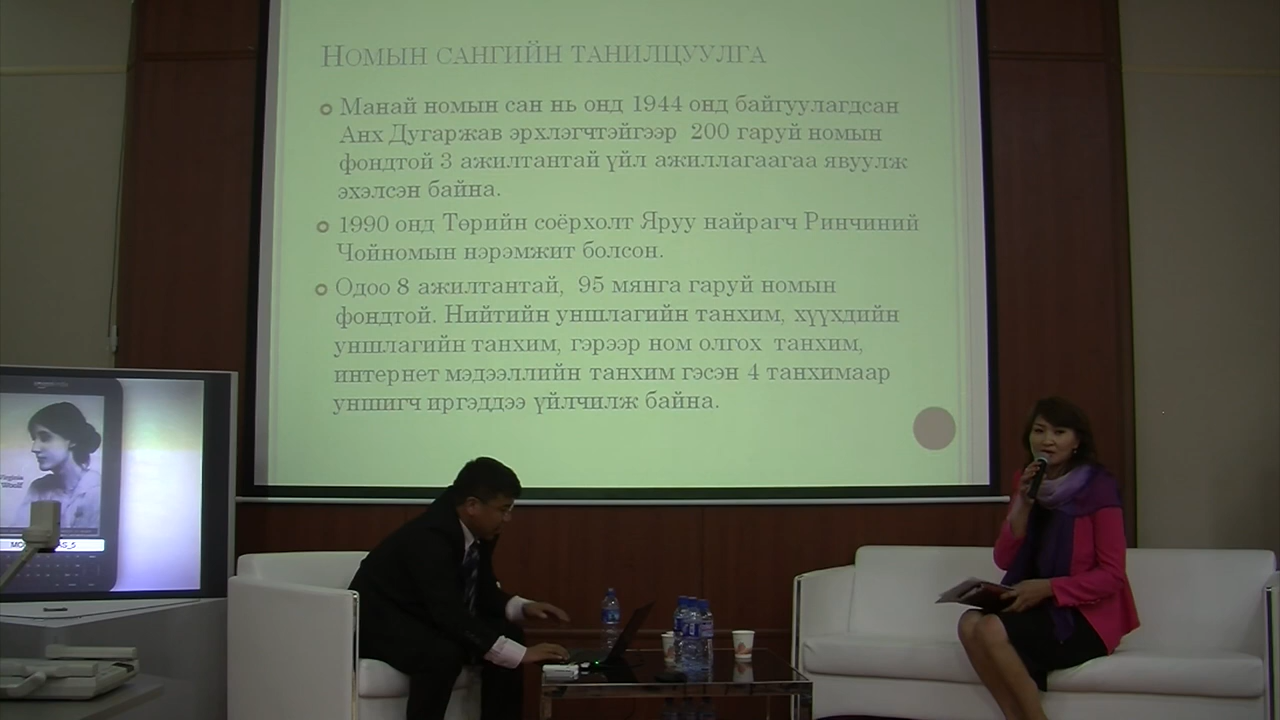 НОМЫН САНГИЙН ТАНИЛЦУУЛГА
Манай номын сан нь онд 1944 онд байгуулагдсан
Анх Дугаржав эрхлэгчтэйгээр 200 гаруй номын
фондтой 3 ажилтантай үйл ажиллагаагаа явуулж
эхэлсэн байна.
1990 онд Төрийн соёрхолт Яруу найрагч Ринчиний
Чойномын нэрэмжит болсон.
Одоо 8 ажилтантай, 95 мянга гаруй номын
фондтой. Нийтийн уншлагийн танхим, хүүхдийн
уншлагийн танхим, гэрээр ном олгох танхим,
интернет мэдээллийн танхим гэсэн 4 танхимаар
уншигч иргэддээ үйлчилж байна.
Virginia
Woolf